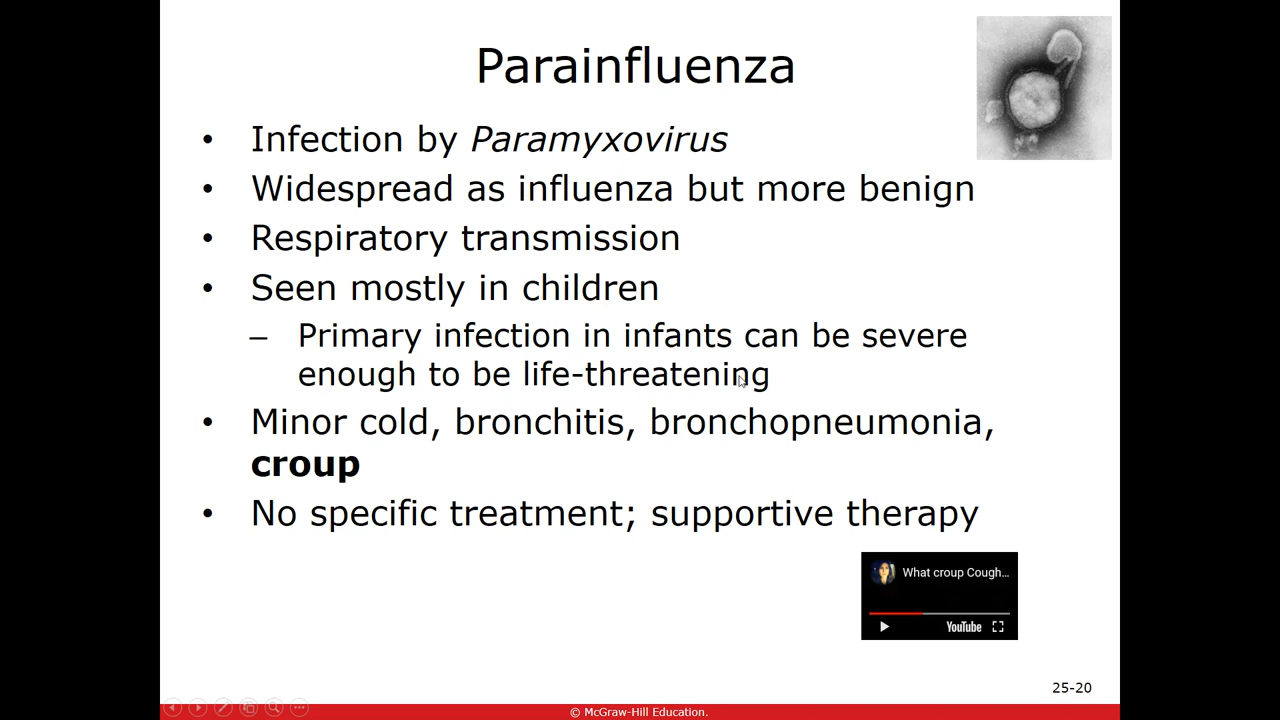 Parainfluenza
• Infection by Paramyxovirus
• Widespread as influenza but more benign
• Respiratory transmission
• Seen mostly in children
– Primary infection in infants can be severe
enough to be life-threatening
• Minor cold, bronchitis, bronchopneumonia,
croup
• No specific treatment; supportive therapy
What croup Cough...
YouTube
25-20
© McGraw-Hill Education.